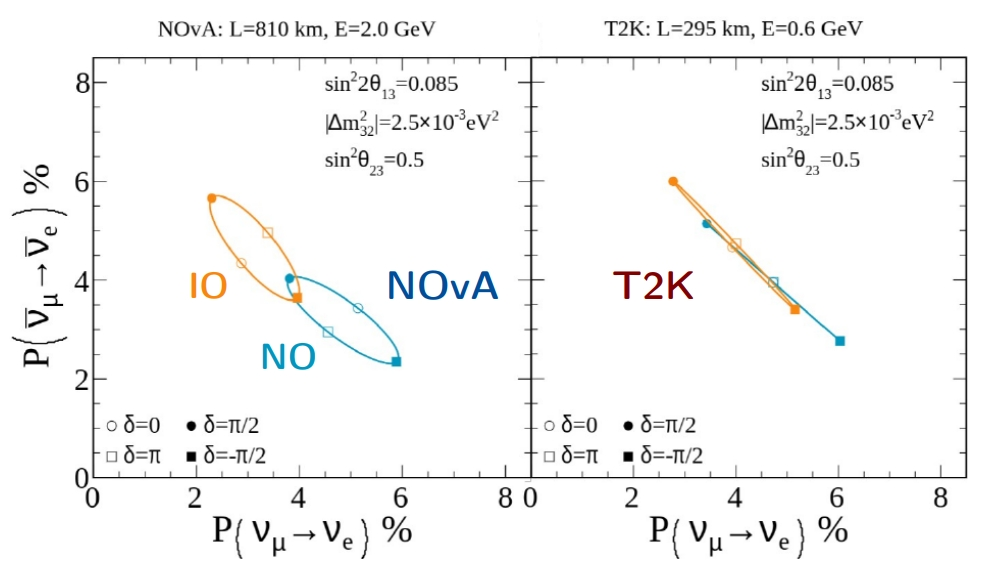 NOνA: L=810 km, E=2.0 GeV
sin²2θ₁₃=0.085
|Δm²₃₂|=2.5×10⁻³eV²
sin²θ₂₃=0.5
8
6
4
2
0
P(ν̅μ→ν̅e) %
IO
NOνA
NO
○ δ=0 ● δ=π/2
□ δ=π ■ δ=-π/2
0 2 4 6 8
P(νμ→νe) %
T2K: L=295 km, E=0.6 GeV
sin²2θ₁₃=0.085
|Δm²₃₂|=2.5×10⁻³eV²
sin²θ₂₃=0.5
T2K
○ δ=0 ● δ=π/2
□ δ=π ■ δ=-π/2
0 2 4 6 8
P(νμ→νe) %